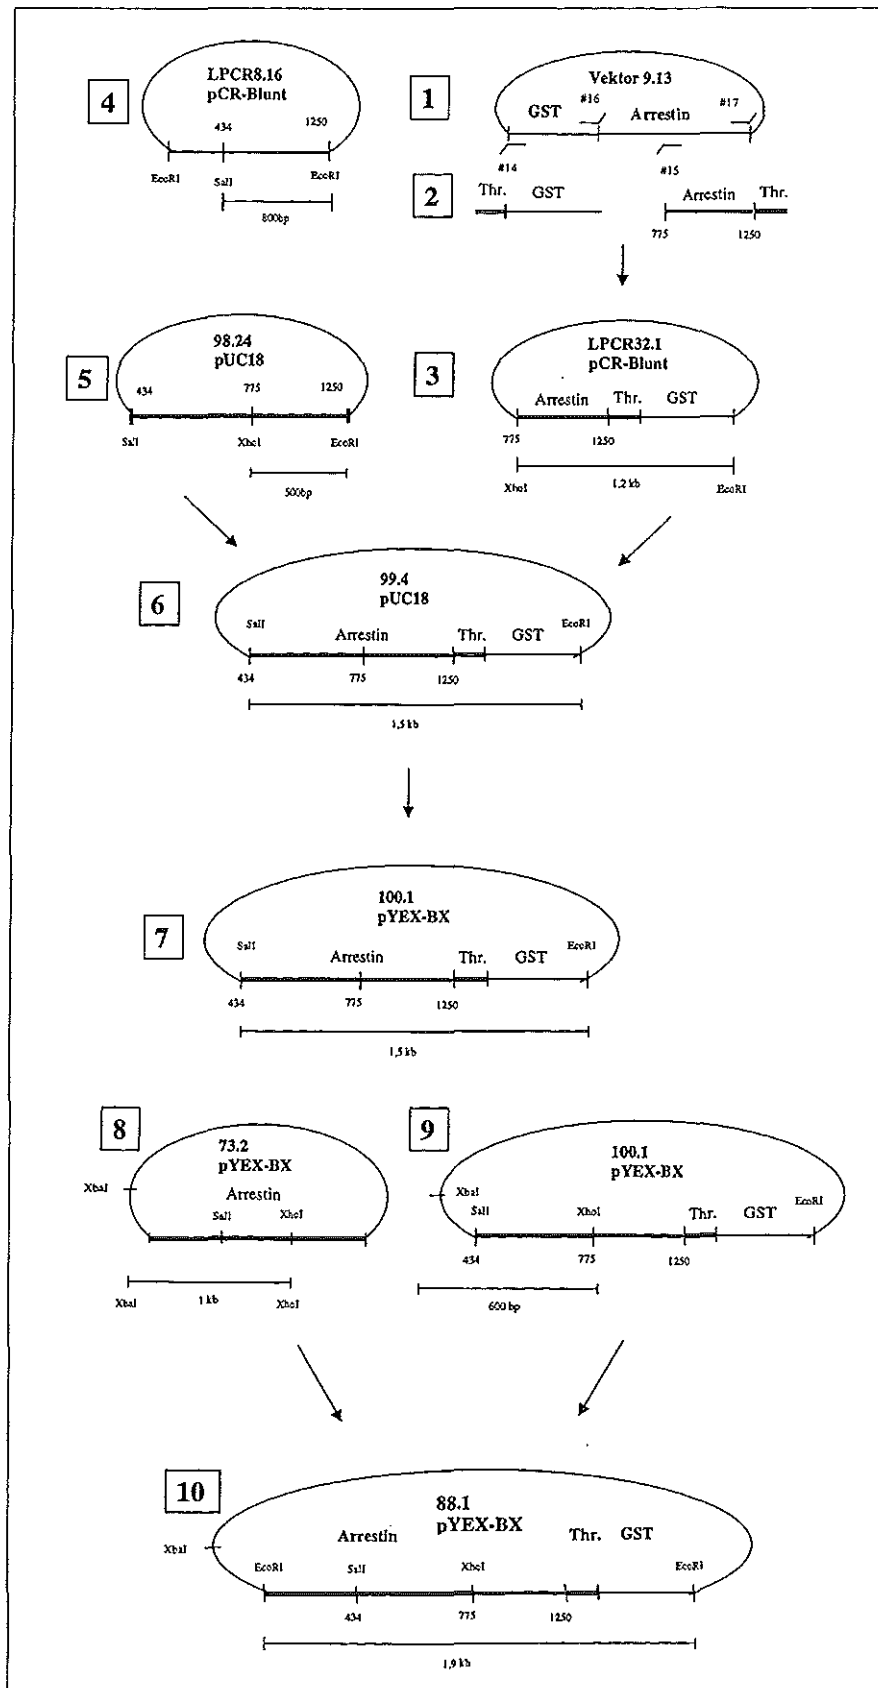 4
LPCR8.16
pCR-Blunt
434
1250
EcoRI
SalI
EcoRI
800bp
1
Vektor 9.13
#16
#17
GST
Arrestin
#14
#15
2
Thr.
GST
Arrestin
Thr.
775
1250
5
98.24
pUC18
434
775
1250
SalI
XhoI
EcoRI
500bp
3
LPCR32.1
pCR-Blunt
Arrestin
Thr.
GST
775
1250
XhoI
1,2 kb
EcoRI
6
99.4
pUC18
SalI
EcoRI
Arrestin
Thr.
GST
434
775
1250
1,5 kb
7
100.1
pYEX-BX
SalI
EcoRI
Arrestin
Thr.
GST
434
775
1250
1,5 kb
8
73.2
pYEX-BX
XbaI
Arrestin
SalI
XhoI
XbaI
1 kb
XhoI
9
100.1
pYEX-BX
XbaI
SalI
XhoI
Thr.
GST
EcoRI
434
775
1250
600 bp
10
88.1
pYEX-BX
Arrestin
Thr.
GST
XbaI
EcoRI
SalI
XhoI
EcoRI
434
775
1250
1,9 kb